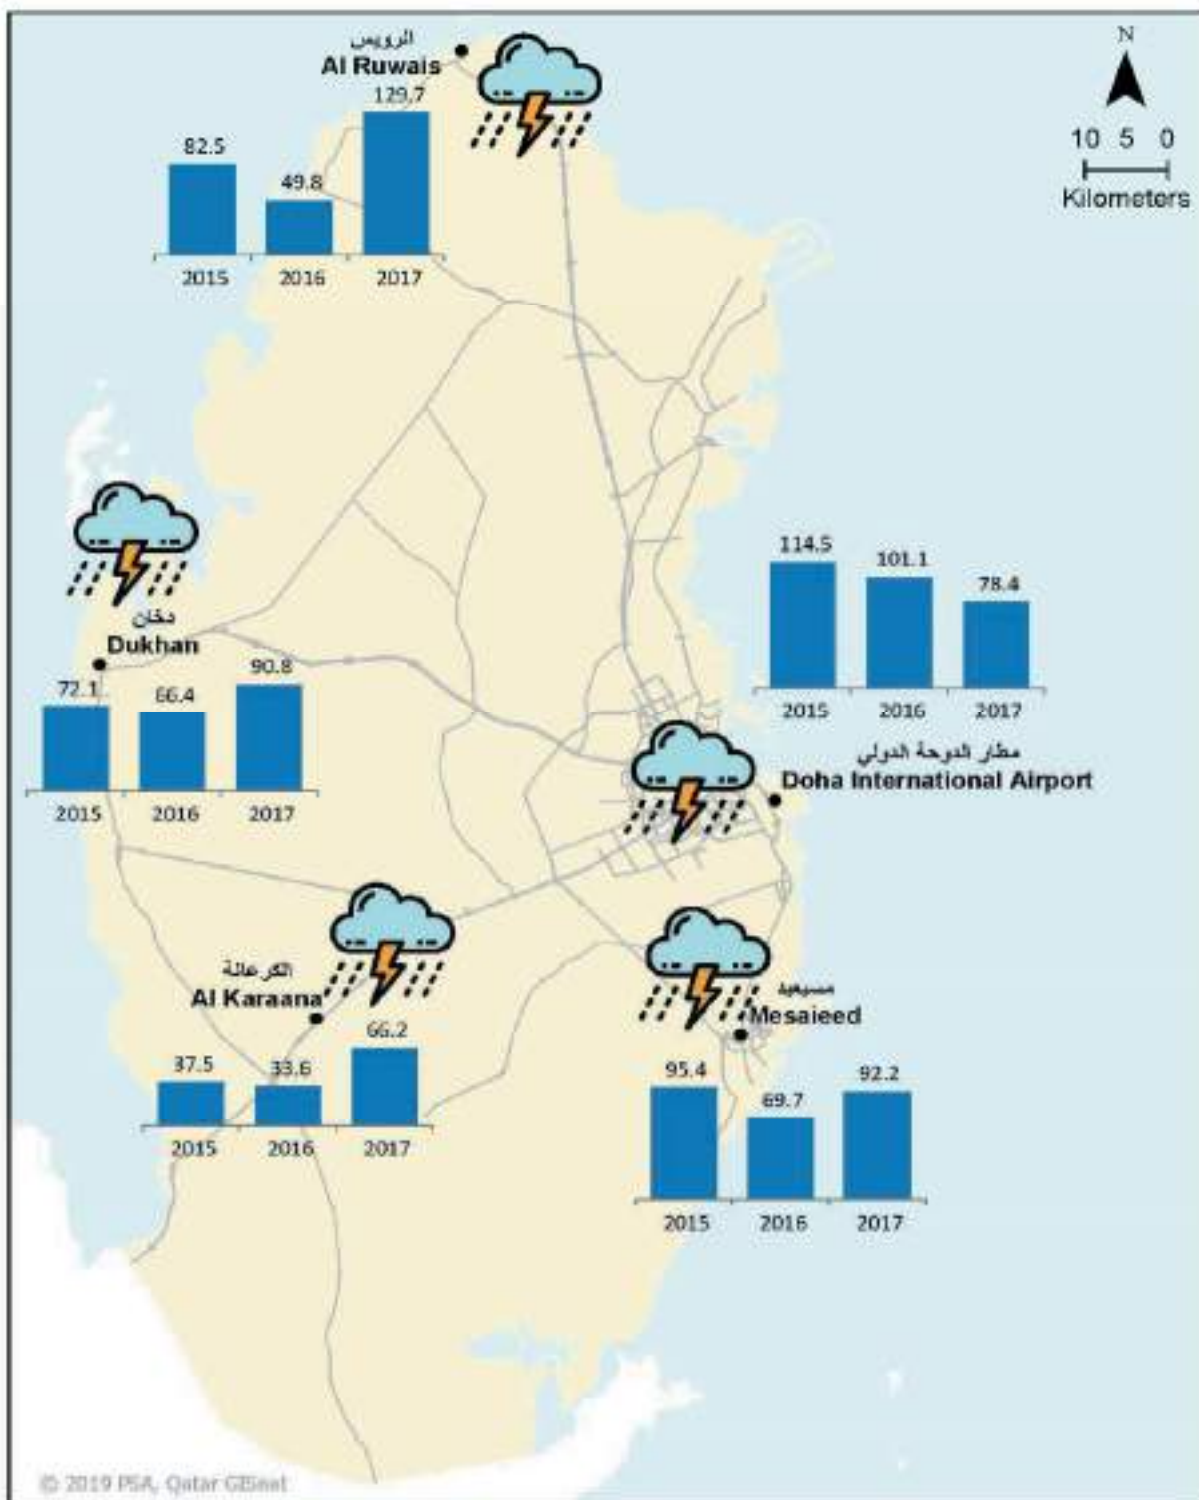 N
10 5 0
Kilometers
الرويس
Al Ruwais
82.5
49.8
129.7
2015 2016 2017
دخان
Dukhan
72.1
66.4
90.8
2015 2016 2017
114.5
101.1
78.4
2015 2016 2017
مطار الدوحة الدولي
Doha International Airport
الكرعانة
Al Karaana
37.5
33.6
66.2
2015 2016 2017
مسيعيد
Mesaieed
95.4
69.7
92.2
2015 2016 2017
© 2019 PSA, Qatar GISnet